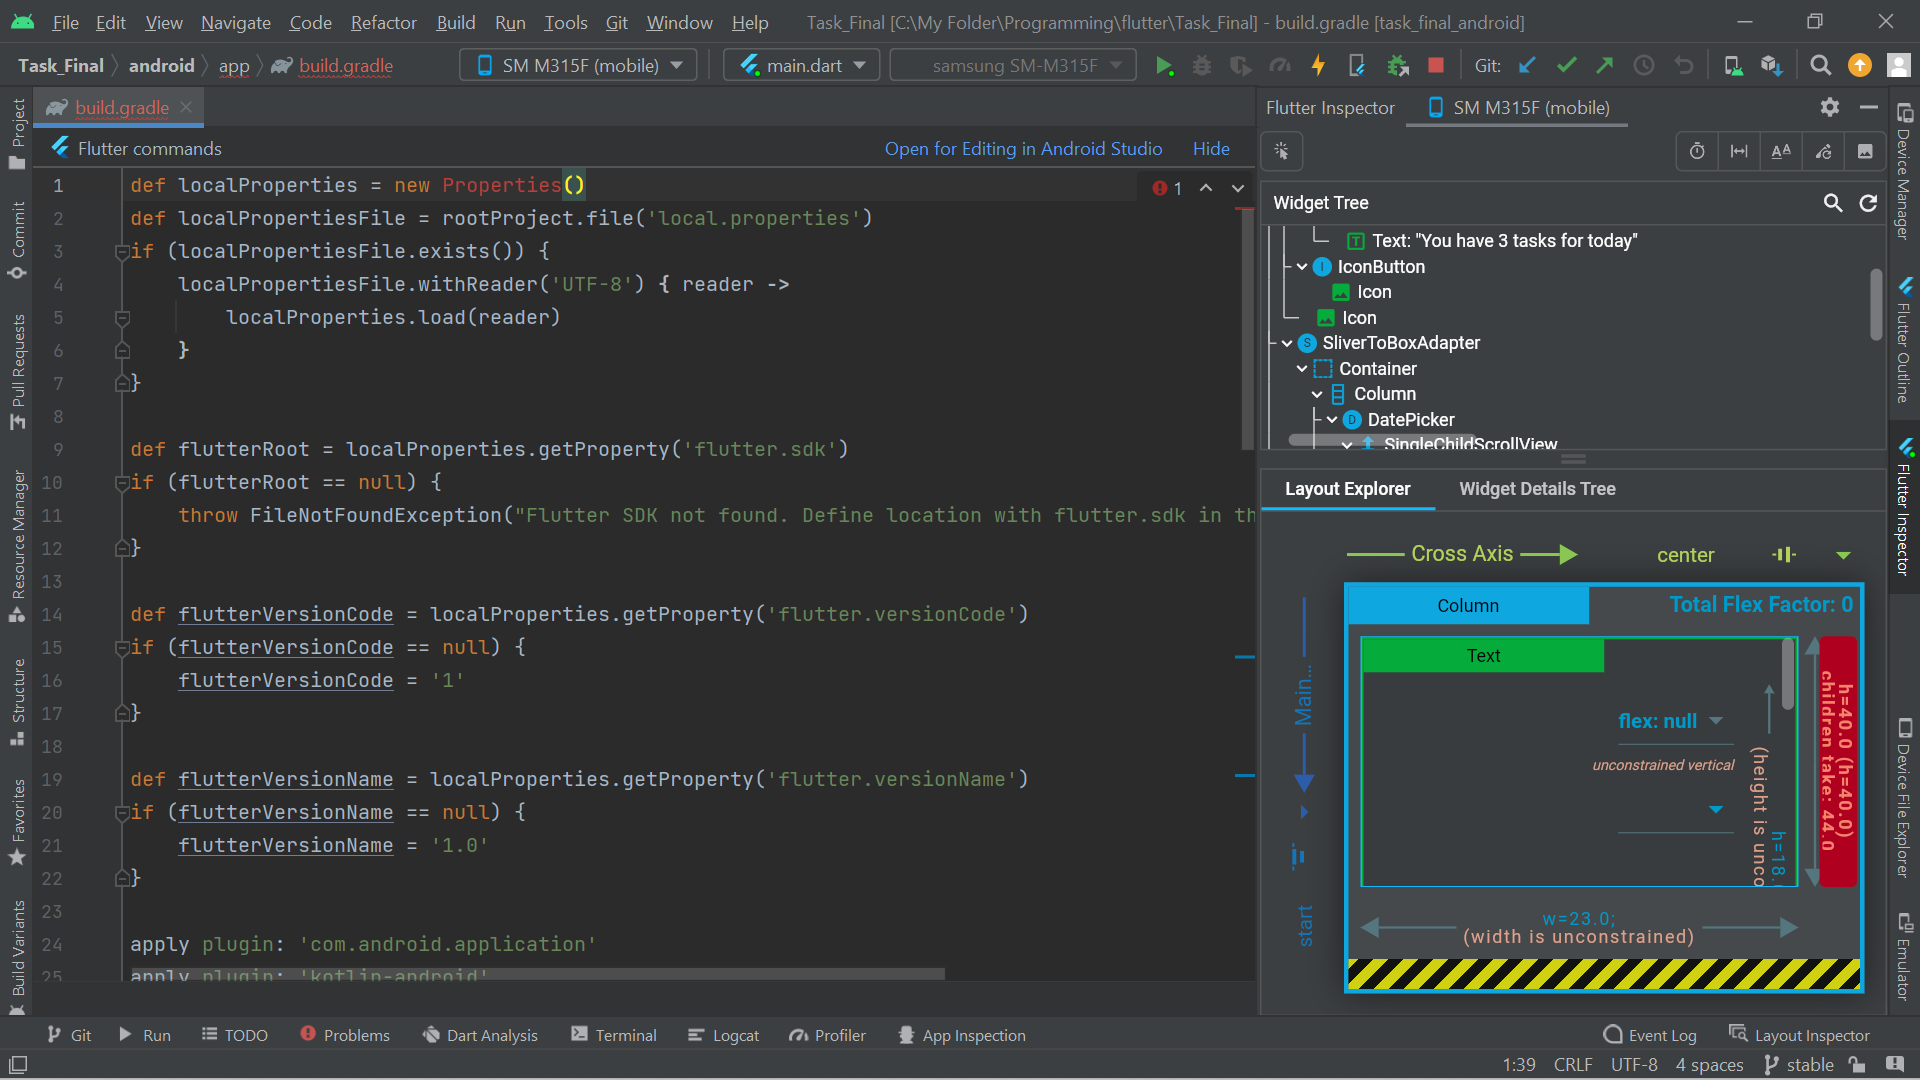 File Edit View Navigate Code Refactor Build Run Tools Git Window Help Task_Final [C:\My Folder\Programming\flutter\Task_Final] - build.gradle [task_final_android]
Task_Final android app build.gradle SM M315F (mobile) main.dart samsung SM-M315F Git:
build.gradle
Flutter commands Open for Editing in Android Studio Hide
1 def localProperties = new Properties()
1
2 def localPropertiesFile = rootProject.file('local.properties')
3 if (localPropertiesFile.exists()) {
4 localPropertiesFile.withReader('UTF-8') { reader ->
5 localProperties.load(reader)
6 }
7 }
8
9 def flutterRoot = localProperties.getProperty('flutter.sdk')
10 if (flutterRoot == null) {
11 throw FileNotFoundException("Flutter SDK not found. Define location with flutter.sdk in th
12 }
13
14 def flutterVersionCode = localProperties.getProperty('flutter.versionCode')
15 if (flutterVersionCode == null) {
16 flutterVersionCode = '1'
17 }
18
19 def flutterVersionName = localProperties.getProperty('flutter.versionName')
20 if (flutterVersionName == null) {
21 flutterVersionName = '1.0'
22 }
23
24 apply plugin: 'com.android.application'
25 apply plugin: 'kotlin-android'
Project
Commit
Pull Requests
Resource Manager
Structure
Favorites
Build Variants
Flutter Inspector SM M315F (mobile)
Widget Tree
Text: "You have 3 tasks for today"
IconButton
Icon
Icon
SliverToBoxAdapter
Container
Column
DatePicker
SingleChildScrollView
Layout Explorer Widget Details Tree
Cross Axis center
Column Total Flex Factor: 0
Text
Main...
start
flex: null
unconstrained vertical
(height is unco
h=18.
h=40.0 (h=40.0)
children take: 44.0
w=23.0;
(width is unconstrained)
Device Manager
Flutter Outline
Flutter Inspector
Device File Explorer
Emulator
Git Run TODO Problems Dart Analysis Terminal Logcat Profiler App Inspection Event Log Layout Inspector
1:39 CRLF UTF-8 4 spaces stable